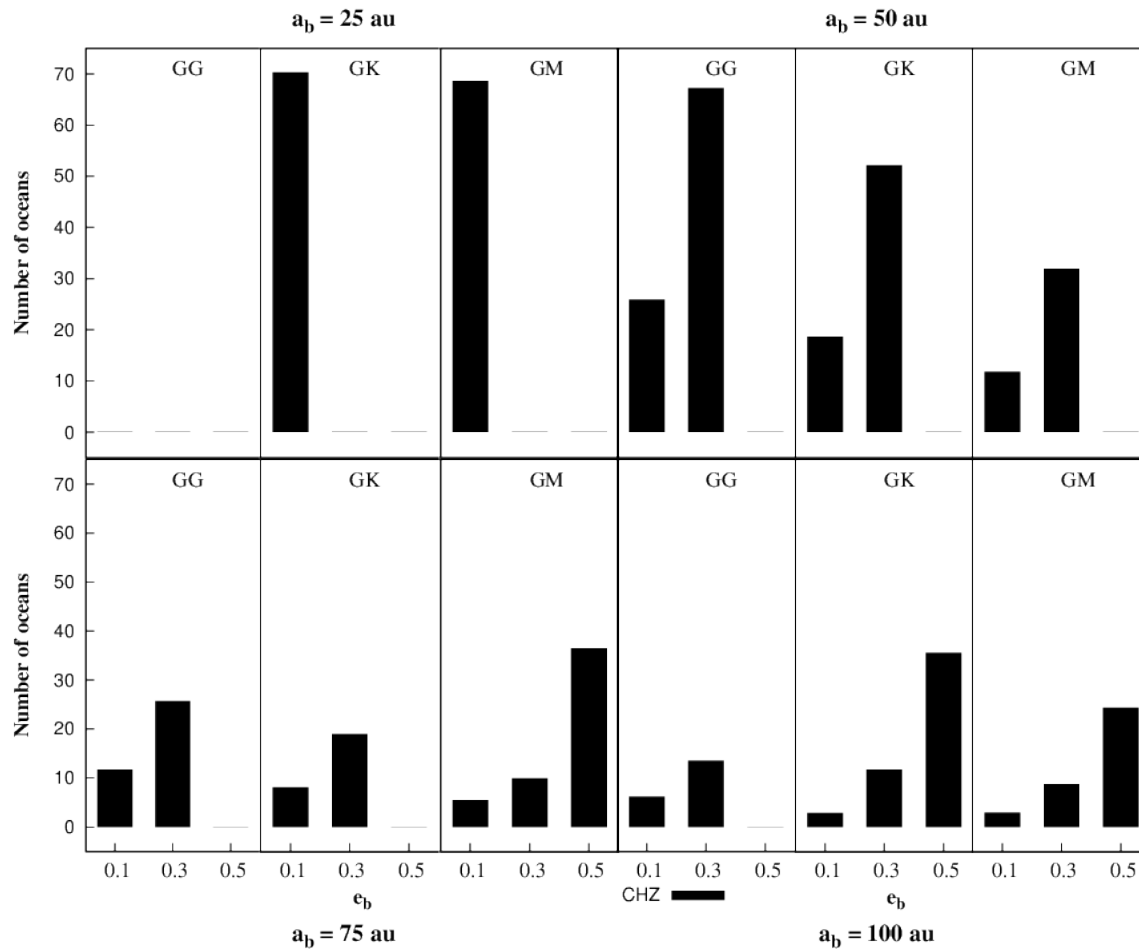 a_b = 25 au a_b = 50 au
GG GK GM GG GK GM
Number of oceans
70
60
50
40
30
20
10
0
GG GK GM GG GK GM
Number of oceans
70
60
50
40
30
20
10
0
0.1 0.3 0.5 0.1 0.3 0.5 0.1 0.3 0.5 0.1 0.3 0.5 0.1 0.3 0.5 0.1 0.3 0.5
e_b CHZ e_b
a_b = 75 au a_b = 100 au